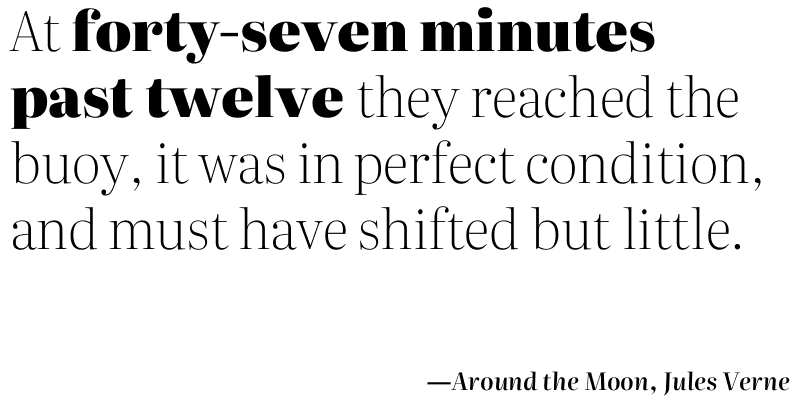 At forty-seven minutes
past twelve they reached the
buoy, it was in perfect condition,
and must have shifted but little.
—Around the Moon, Jules Verne